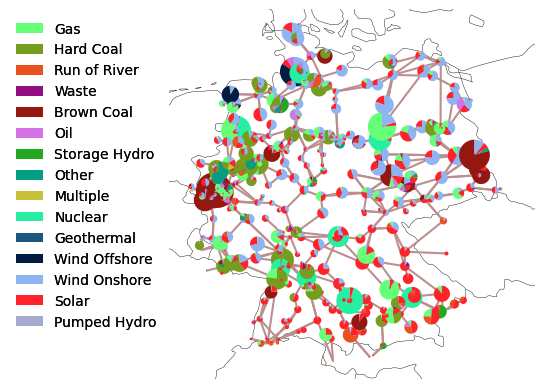 Gas
Hard Coal
Run of River
Waste
Brown Coal
Oil
Storage Hydro
Other
Multiple
Nuclear
Geothermal
Wind Offshore
Wind Onshore
Solar
Pumped Hydro